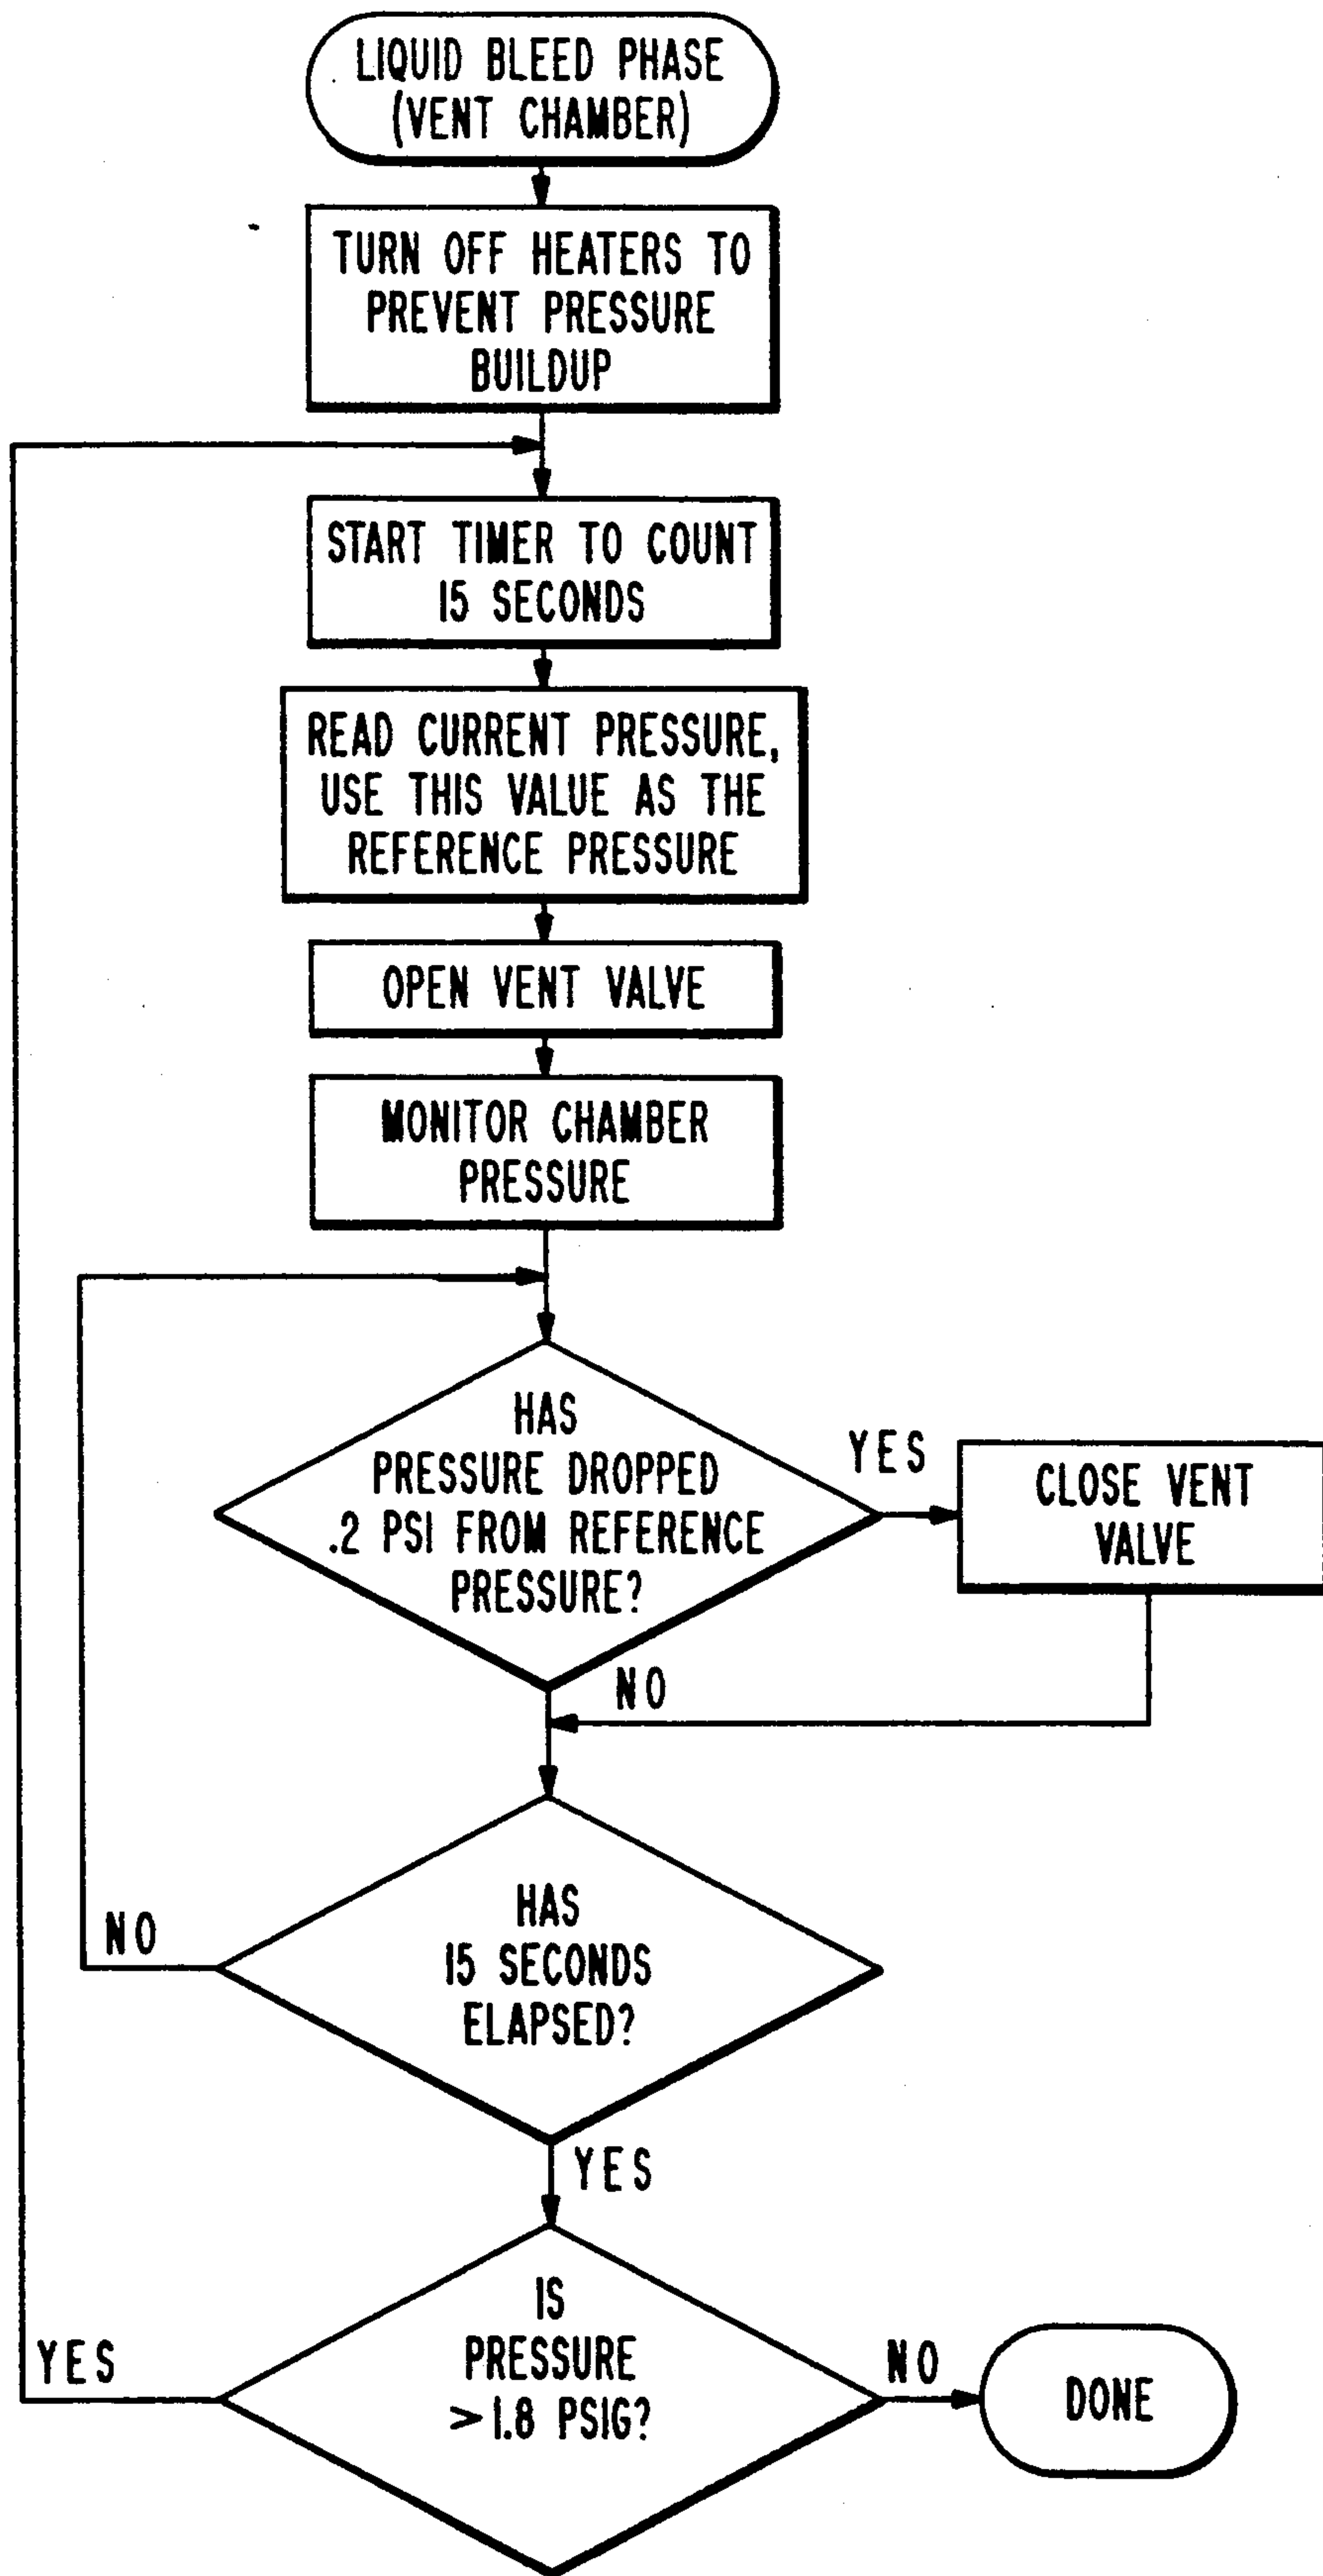 LIQUID BLEED PHASE
(VENT CHAMBER)
TURN OFF HEATERS TO
PREVENT PRESSURE
BUILDUP
START TIMER TO COUNT
15 SECONDS
READ CURRENT PRESSURE,
USE THIS VALUE AS THE
REFERENCE PRESSURE
OPEN VENT VALVE
MONITOR CHAMBER
PRESSURE
HAS
PRESSURE DROPPED
.2 PSI FROM REFERENCE
PRESSURE?
YES
CLOSE VENT
VALVE
NO
HAS
15 SECONDS
ELAPSED?
NO
YES
IS
PRESSURE
>1.8 PSIG?
YES
NO
DONE